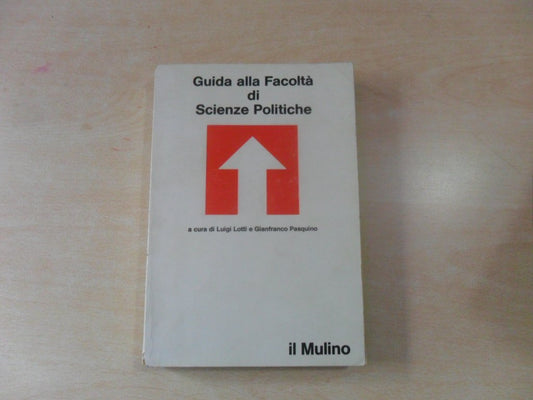 Guida alla Facoltà
di
Scienze Politiche
a cura di Luigi Lotti e Gianfranco Pasquino
il Mulino